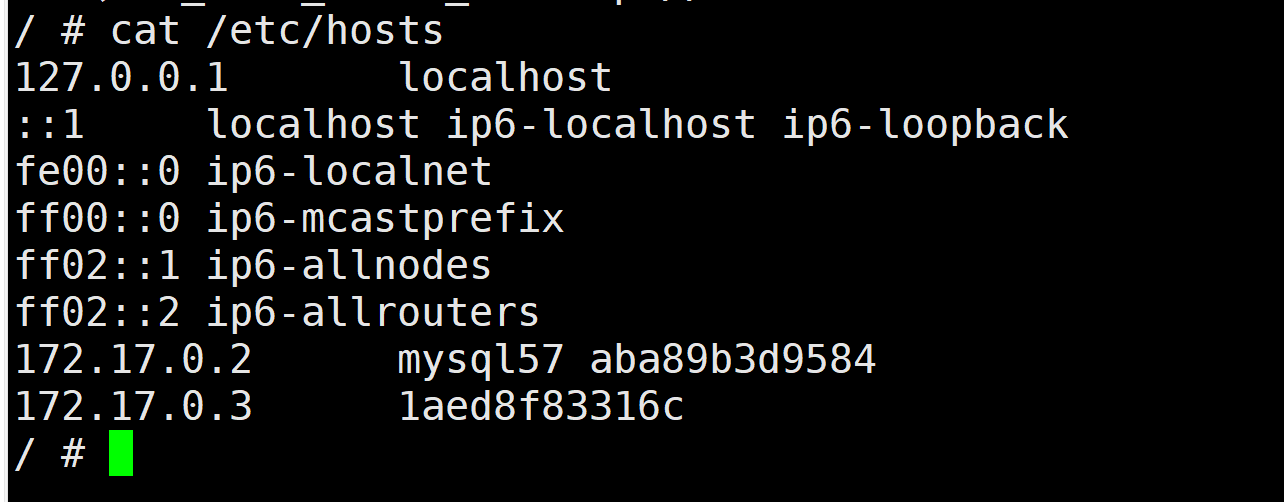 / # cat /etc/hosts
127.0.0.1 localhost
::1 localhost ip6-localhost ip6-loopback
fe00::0 ip6-localnet
ff00::0 ip6-mcastprefix
ff02::1 ip6-allnodes
ff02::2 ip6-allrouters
172.17.0.2 mysql57 aba89b3d9584
172.17.0.3 1aed8f83316c
/ #